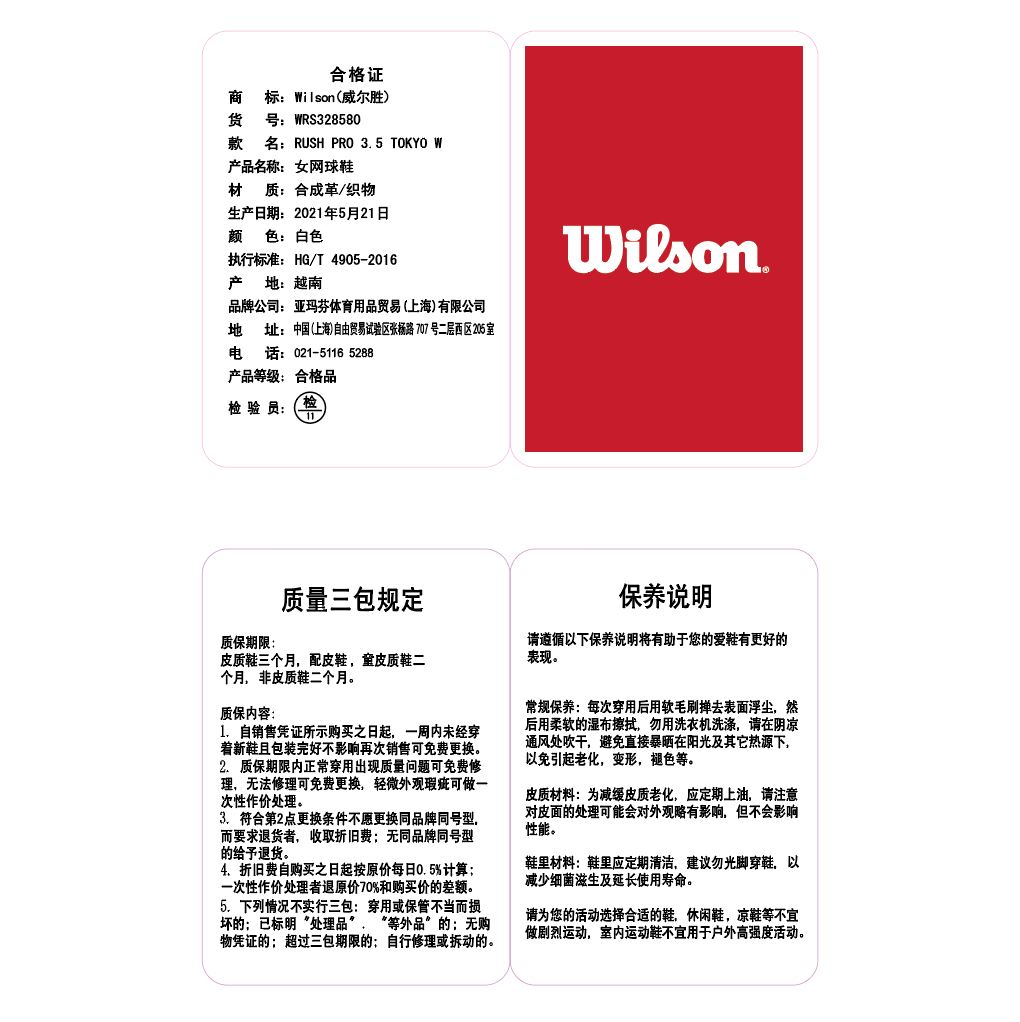 合格证
商 标：Wilson(威尔胜)
货 号：WRS328580
款 名：RUSH PRO 3.5 TOKYO W
产品名称：女网球鞋
材 质：合成革/织物
生产日期：2021年5月21日
颜 色：白色
执行标准：HG/T 4905-2016
产 地：越南
品牌公司：亚玛芬体育用品贸易(上海)有限公司
地 址：中国(上海)自由贸易试验区张杨路707号二层西区205室
电 话：021-5116 5288
产品等级：合格品
检 验 员：检
11
Wilson®
质量三包规定
质保期限：
皮质鞋三个月，配皮鞋，童皮质鞋二
个月，非皮质鞋二个月。
质保内容：
1. 自销售凭证所示购买之日起，一周内未经穿
着新鞋且包装完好不影响再次销售可免费更换。
2. 质保期限内正常穿用出现质量问题可免费修
理，无法修理可免费更换，轻微外观瑕疵可做一
次性作价处理。
3. 符合第2点更换条件不愿更换同品牌同号型，
而要求退货者，收取折旧费；无同品牌同号型
的给予退货。
4. 折旧费自购买之日起按原价每日0.5%计算；
一次性作价处理者退原价70%和购买价的差额。
5. 下列情况不实行三包：穿用或保管不当而损
坏的；已标明〝处理品〞．〝等外品〞的；无购
物凭证的；超过三包期限的；自行修理或拆动的。
保养说明
请遵循以下保养说明将有助于您的爱鞋有更好的
表现。
常规保养：每次穿用后用软毛刷掸去表面浮尘，然
后用柔软的湿布擦拭，勿用洗衣机洗涤，请在阴凉
通风处吹干，避免直接暴晒在阳光及其它热源下，
以免引起老化，变形，褪色等。
皮质材料：为减缓皮质老化，应定期上油，请注意
对皮面的处理可能会对外观略有影响，但不会影响
性能。
鞋里材料：鞋里应定期清洁，建议勿光脚穿鞋，以
减少细菌滋生及延长使用寿命。
请为您的活动选择合适的鞋，休闲鞋，凉鞋等不宜
做剧烈运动，室内运动鞋不宜用于户外高强度活动。